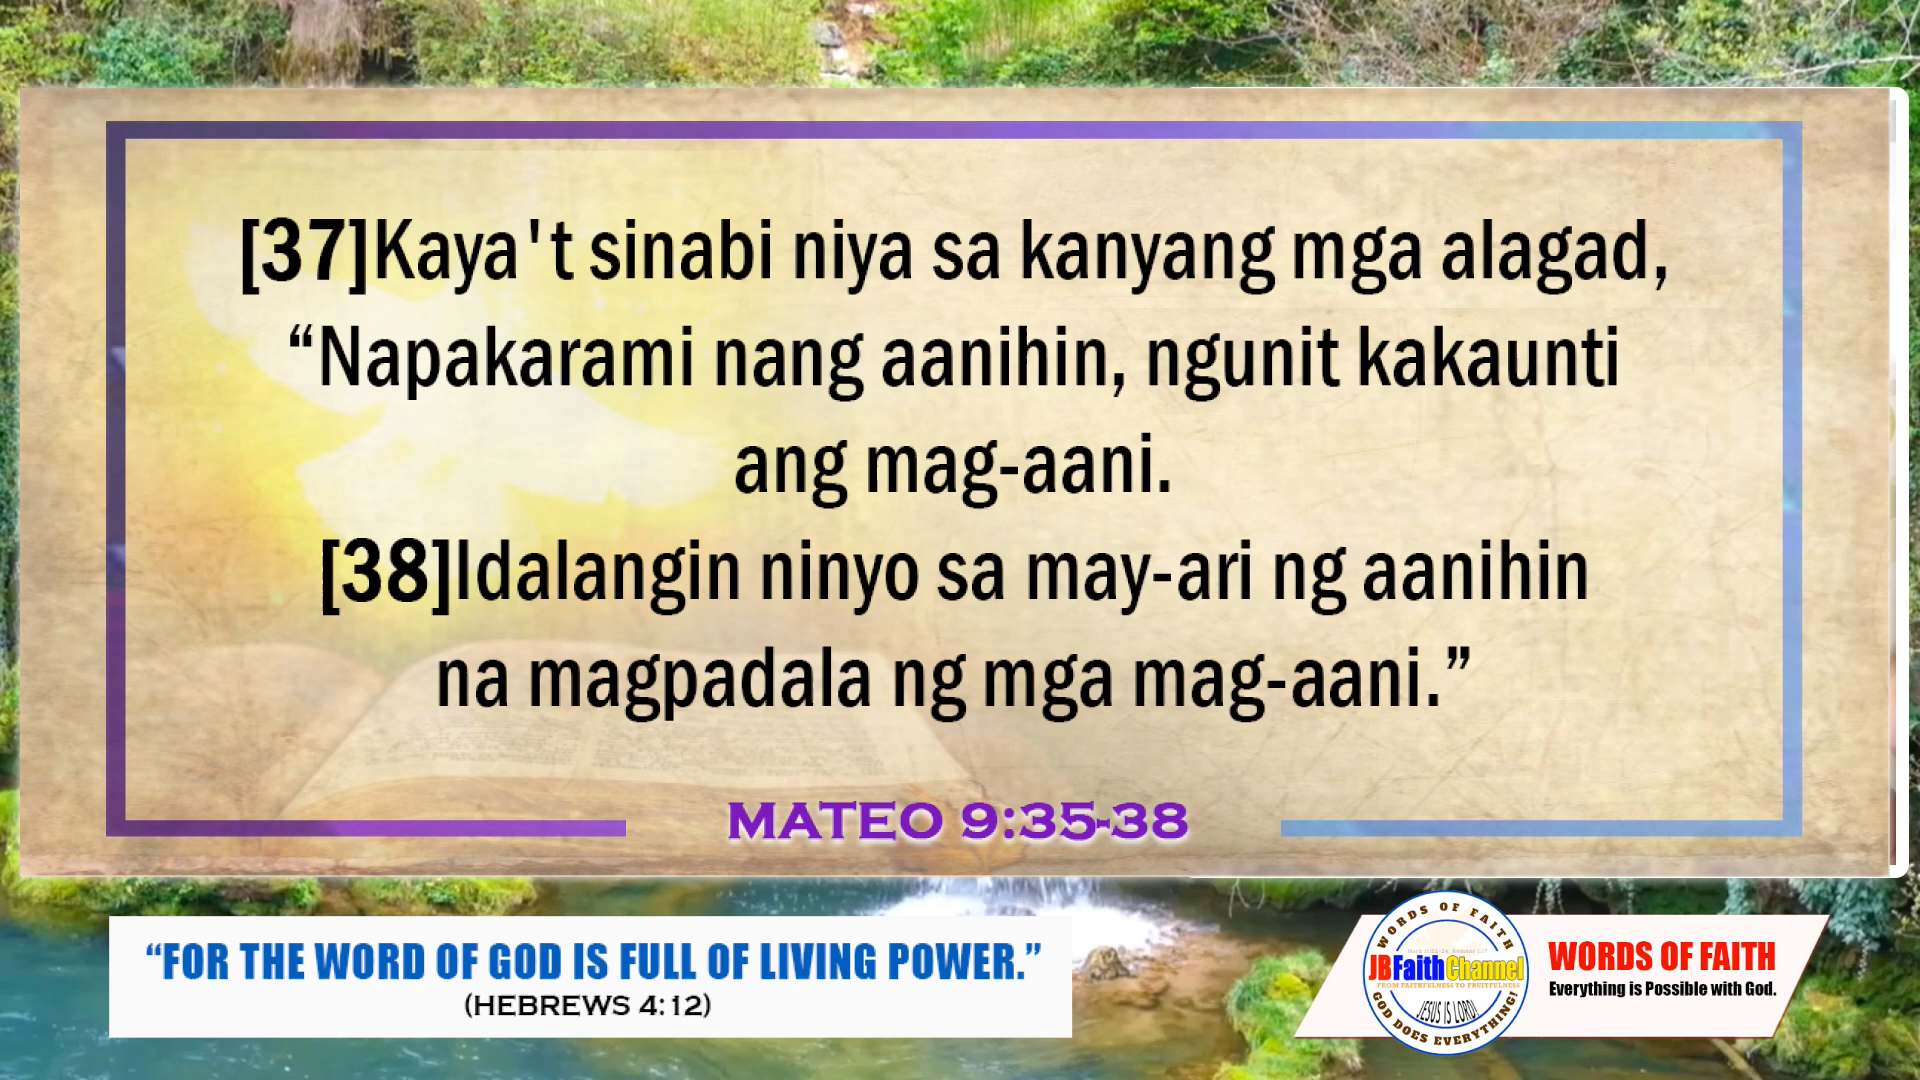 [37]Kaya't sinabi niya sa kanyang mga alagad,
“Napakarami nang aanihin, ngunit kakaunti
ang mag-aani.
[38]Idalangin ninyo sa may-ari ng aanihin
na magpadala ng mga mag-aani.”
MATEO 9:35-38
“FOR THE WORD OF GOD IS FULL OF LIVING POWER.”
(HEBREWS 4:12)
WORDS OF FAITH
JBFaithChannel
FROM FAITHFULNESS TO FRUITFULNESS
JESUS IS LORD!
GOD DOES EVERYTHING!
WORDS OF FAITH
Everything is Possible with God.